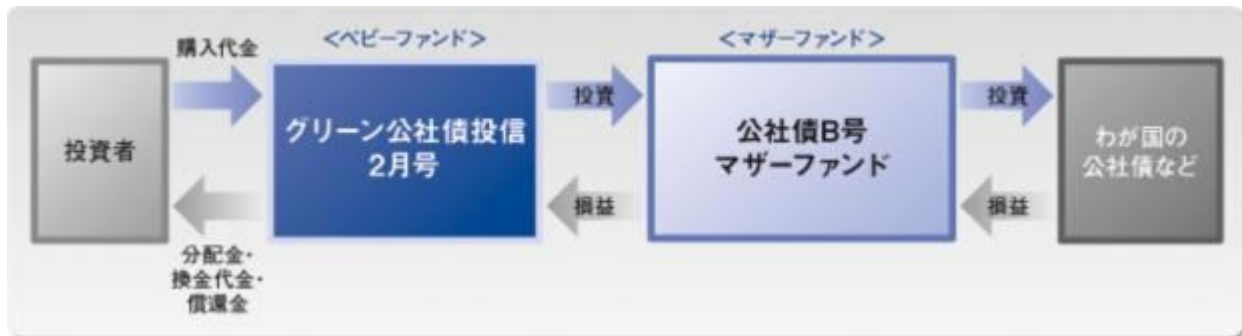 購入代金
<ベビーファンド>
<マザーファンド>
投資者
グリーン公社債投信
2月号
投資
公社債B号
マザーファンド
投資
わが国の
公社債など
損益
損益
分配金・
換金代金・
償還金